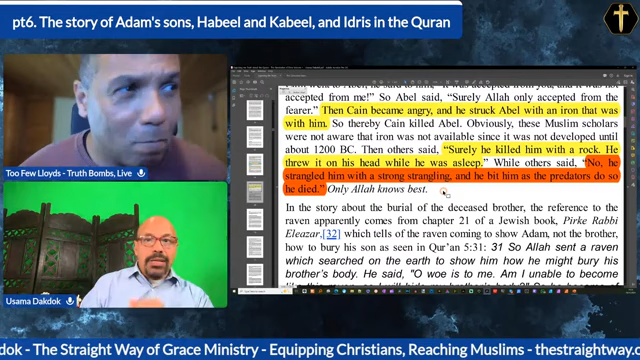 pt6. The story of Adam's sons, Habeel and Kabeel, and Idris in the Quran
Too Few Lloyds - Truth Bombs, Live
Usama Dakdok
accepted from me!" So Abel said, "Surely Allah only accepted from the
fearer." Then Cain became angry, and he struck Abel with an iron that was
with him. So thereby Cain killed Abel. Obviously, these Muslim scholars
were not aware that iron was not available since it was not developed until
about 1200 BC. Then others said, "Surely he killed him with a rock. He
threw it on his head while he was asleep." While others said, "No, he
strangled him with a strong strangling, and he bit him as the predators do so
he died." Only Allah knows best.
In the story about the burial of the deceased brother, the reference to the
raven apparently comes from chapter 21 of a Jewish book, Pirke Rabbi
Eleazar,[32] which tells of the raven coming to show Adam, not the brother,
how to bury his son as seen in Qur'an 5:31: 31 So Allah sent a raven
which searched on the earth to show him how he might bury his
brother's body. He said, "O woe is to me. Am I unable to become
dok - The Straight Way of Grace Ministry - Equipping Christians, Reaching Muslims - thestraightway.o